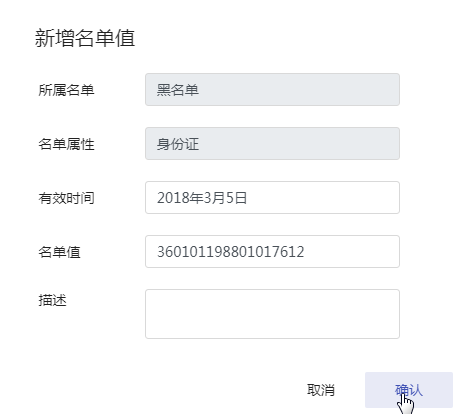 新增名单值
所属名单 黑名单
名单属性 身份证
有效时间 2018年3月5日
名单值 360101198801017612
描述
取消 确认